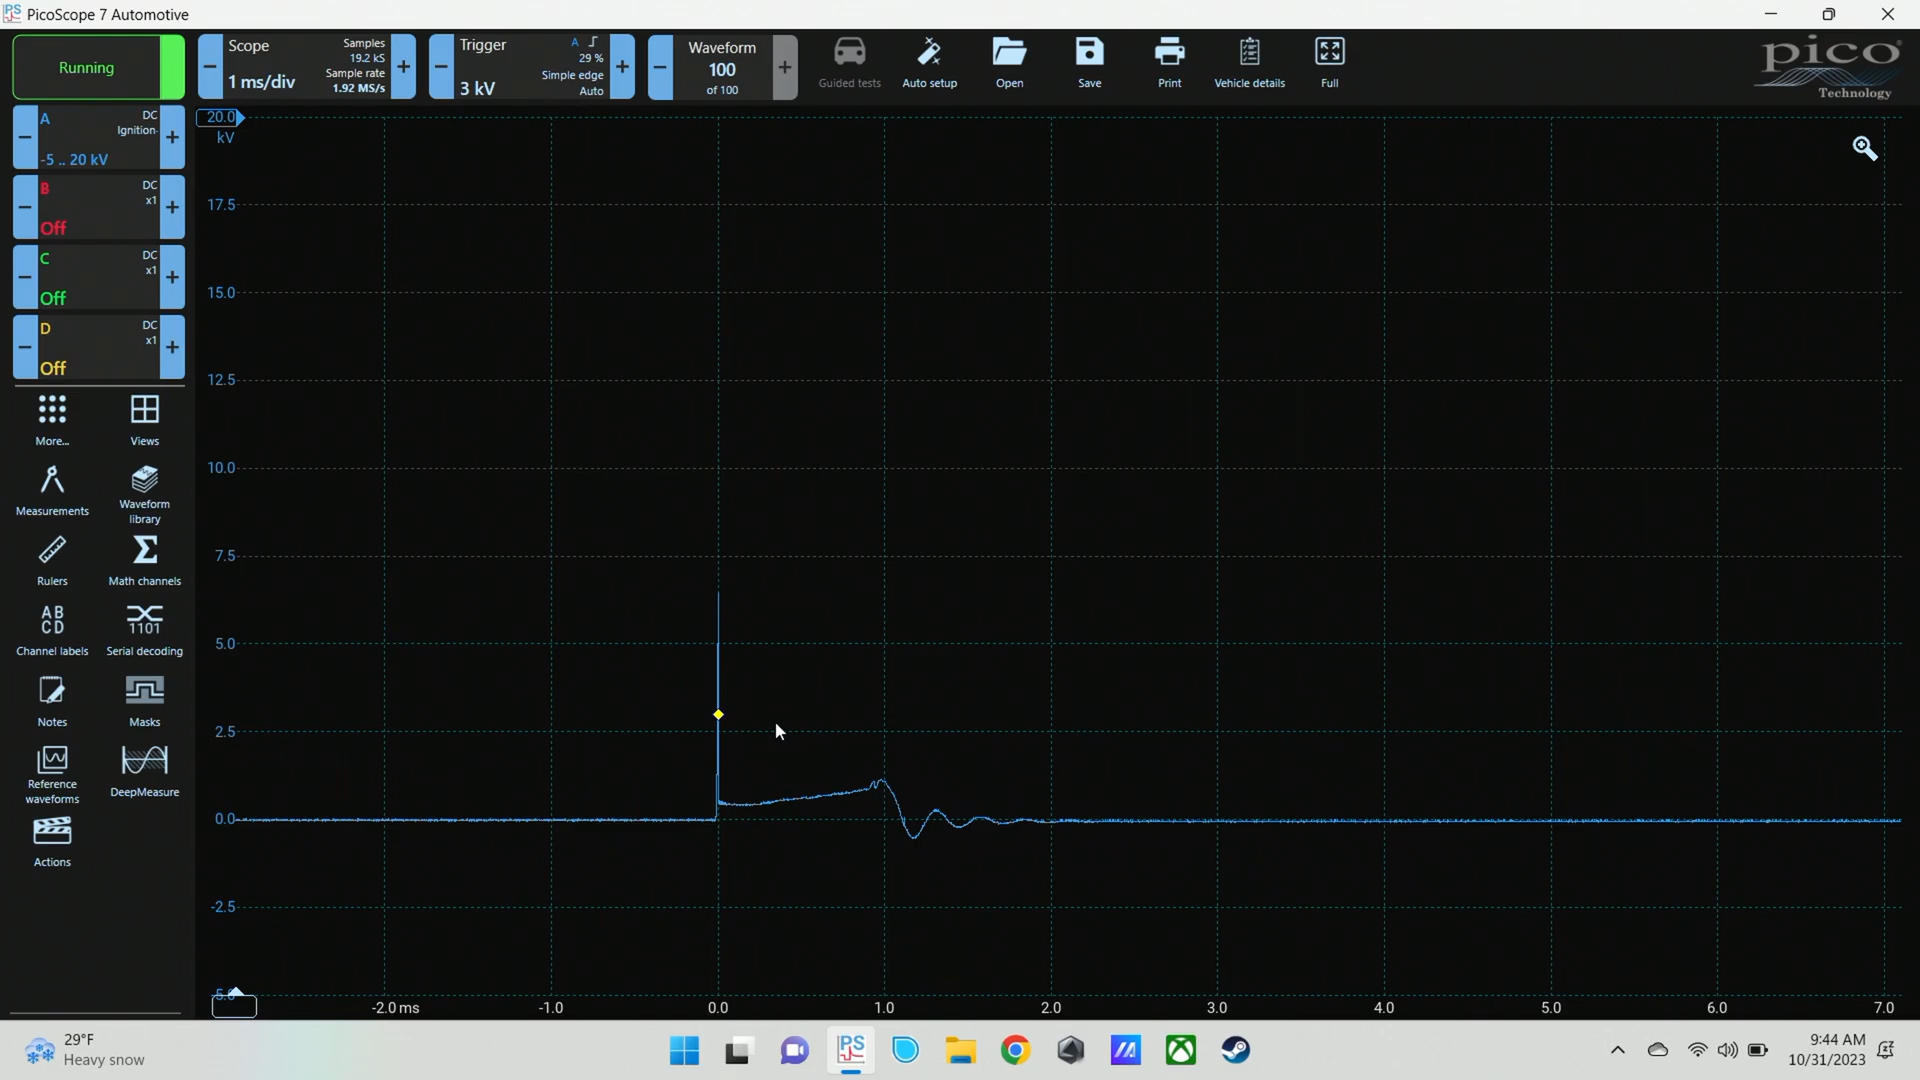 PicoScope 7 Automotive
Running
Scope
1 ms/div
Samples
19.2 kS
Sample rate
1.92 MS/s
Trigger
3 kV
A
29 %
Simple edge
Auto
Waveform
100
of 100
Guided tests
Auto setup
Open
Save
Print
Vehicle details
Full
pico
Technology
A
DC
Ignition
-5 .. 20 kV
B
DC
x1
Off
C
DC
x1
Off
D
DC
x1
Off
More...
Views
Measurements
Waveform
library
Rulers
Math channels
ABCD
Channel labels
1101
Serial decoding
Notes
Masks
Reference
waveforms
DeepMeasure
Actions
20.0
kV
17.5
15.0
12.5
10.0
7.5
5.0
2.5
0.0
-2.5
-5.0
-2.0 ms
-1.0
0.0
1.0
2.0
3.0
4.0
5.0
6.0
7.0
29°F
Heavy snow
PS
9:44 AM
10/31/2023